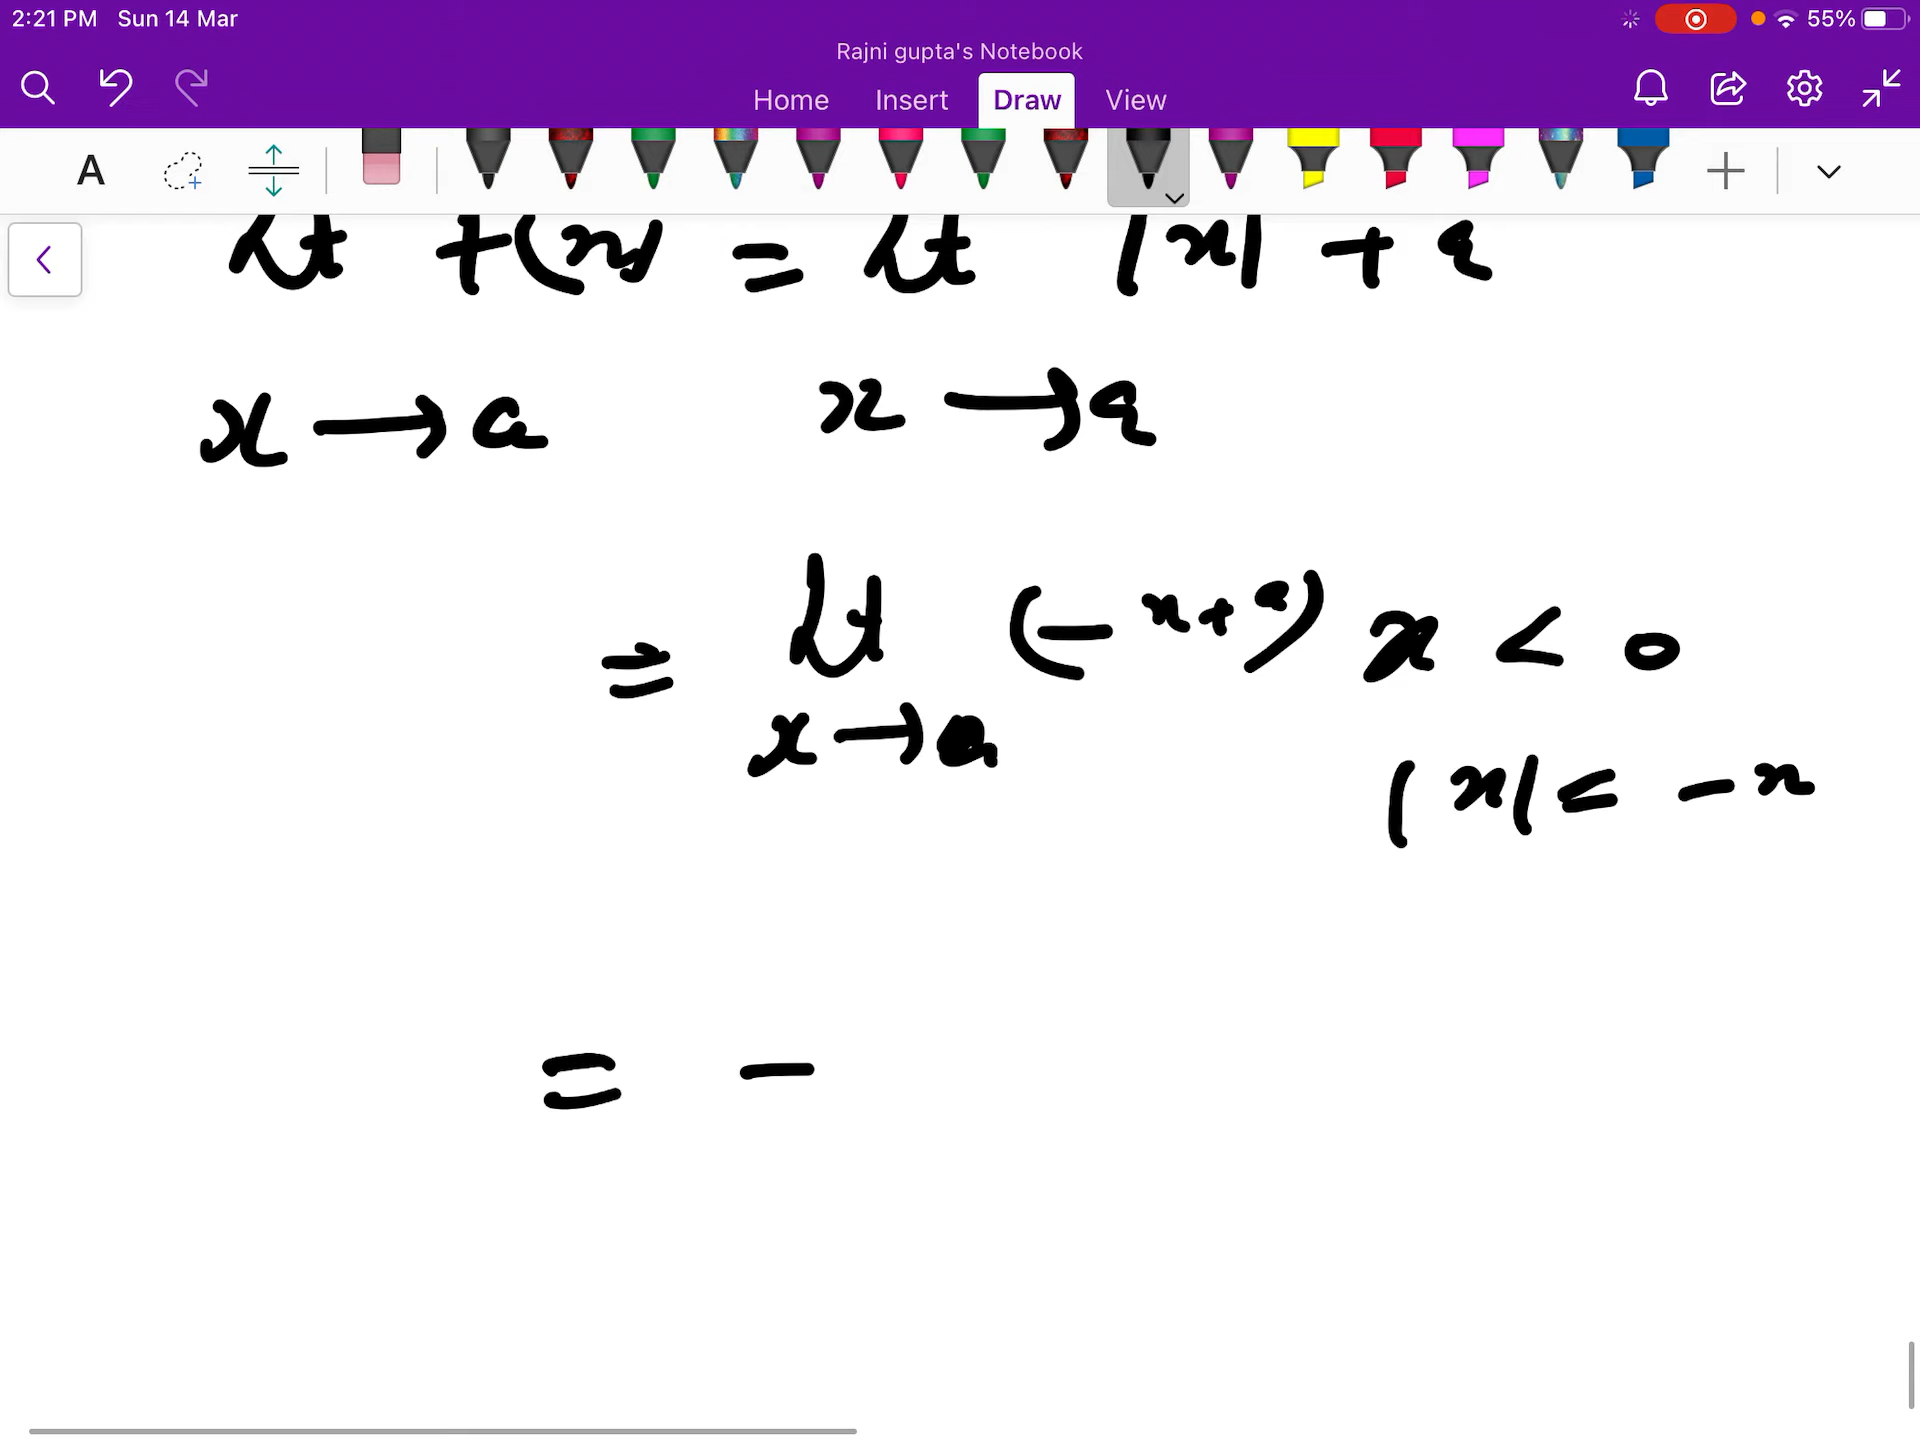 2:21 PM Sun 14 Mar
55%
Rajni gupta's Notebook
Home Insert Draw View
A
Lt f(x) = Lt |x| + a
x → a x → a
= Lt (-x + a) x < 0
x → a
|x| = -x
= -